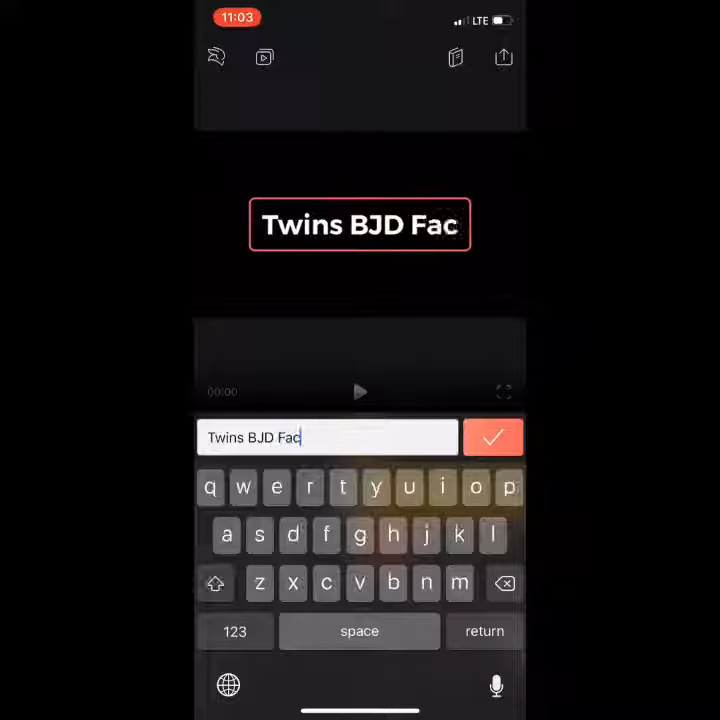 11:03
LTE
Twins BJD Fac
00:00
Twins BJD Fac
q w e r t y u i o p
a s d f g h j k l
z x c v b n m
123 space return